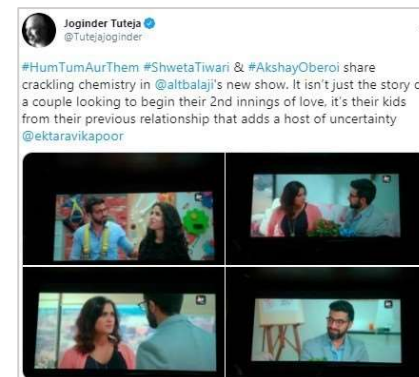 Joginder Tuteja
@Tutejajoginder
#HumTumAurThem #ShwetaTiwari & #AkshayOberoi share
crackling chemistry in @altbalaji's new show. It isn't just the story
a couple looking to begin their 2nd innings of love, it's their kids
from their previous relationship that adds a host of uncertainty
@ektaravikapoor